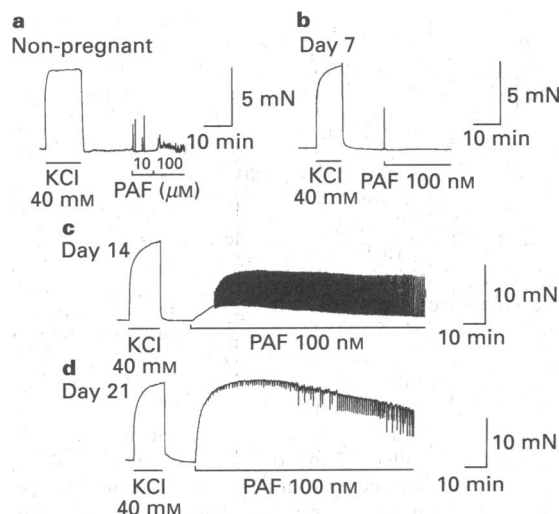 a
Non-pregnant
5 mN
10 min
10 100
KCl
40 mM
PAF (μM)
b
Day 7
5 mN
10 min
KCl
40 mM
PAF 100 nM
c
Day 14
10 mN
10 min
KCl
40 mM
PAF 100 nM
d
Day 21
10 mN
10 min
KCl
40 mM
PAF 100 nM